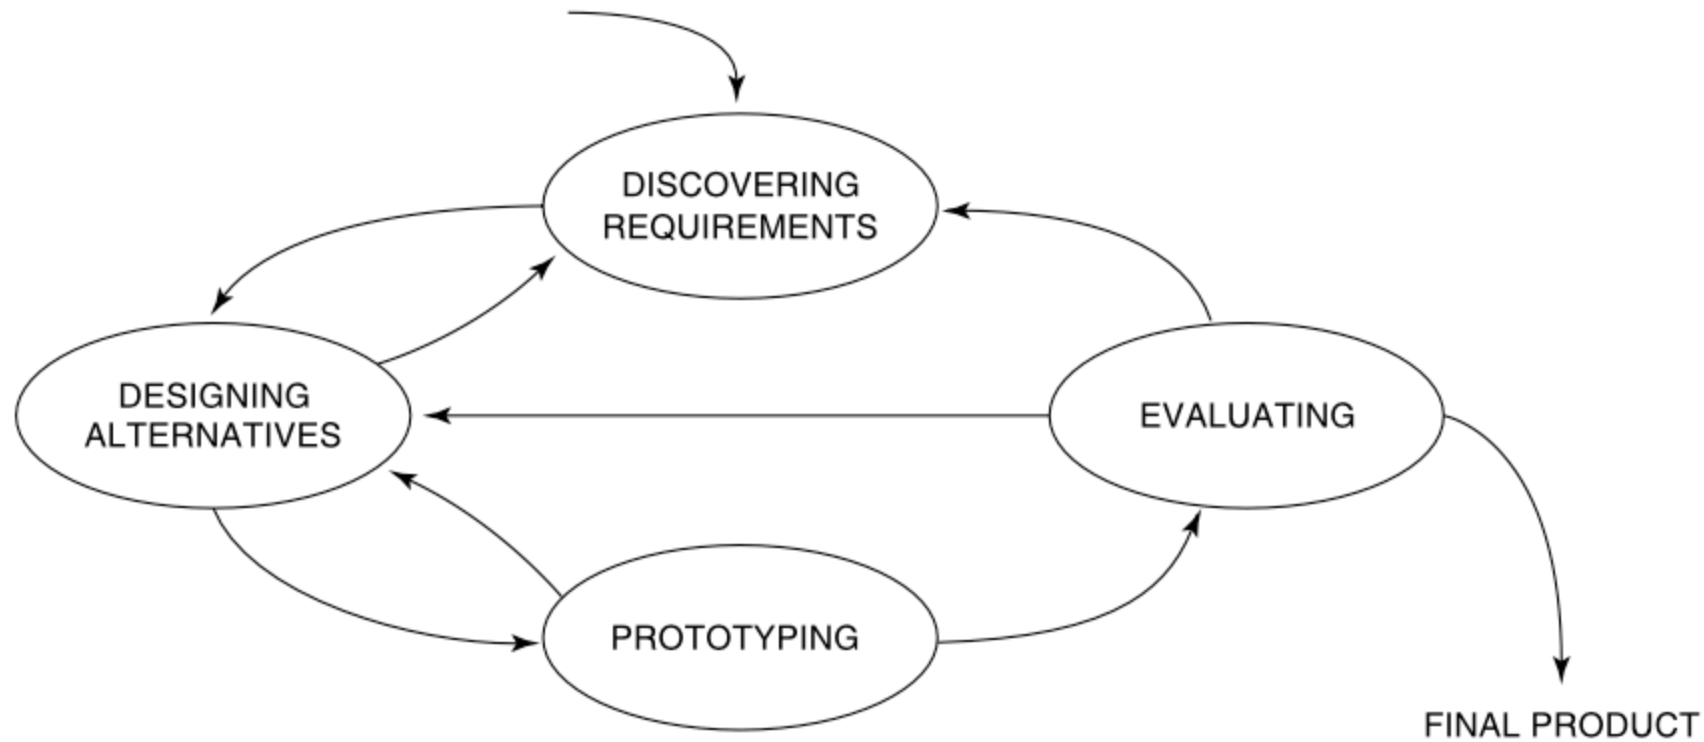 DISCOVERING
REQUIREMENTS
DESIGNING
ALTERNATIVES
EVALUATING
PROTOTYPING
FINAL PRODUCT